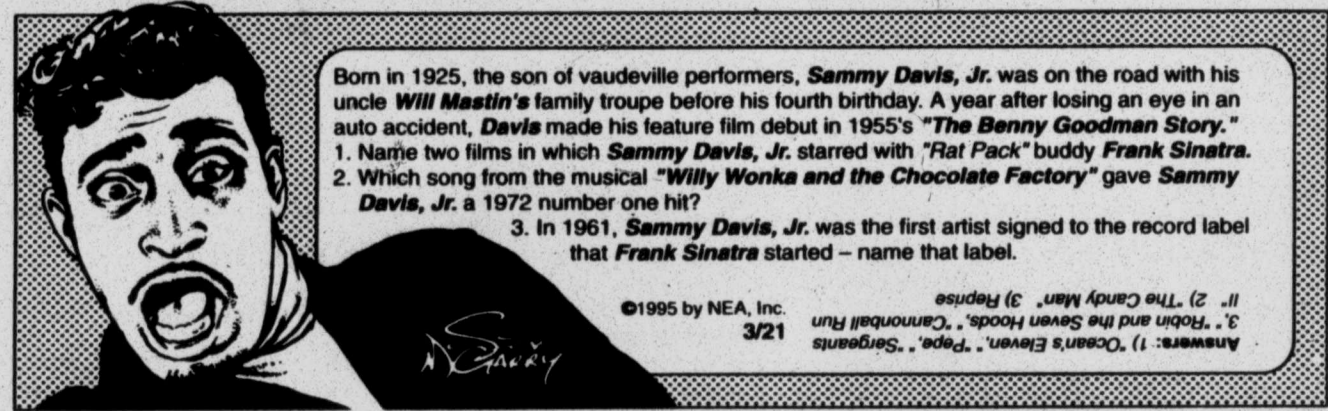 Born in 1925, the son of vaudeville performers, Sammy Davis, Jr. was on the road with his
uncle Will Mastin's family troupe before his fourth birthday. A year after losing an eye in an
auto accident, Davis made his feature film debut in 1955's "The Benny Goodman Story."
1. Name two films in which Sammy Davis, Jr. starred with "Rat Pack" buddy Frank Sinatra.
2. Which song from the musical "Willy Wonka and the Chocolate Factory" gave Sammy
Davis, Jr. a 1972 number one hit?
3. In 1961, Sammy Davis, Jr. was the first artist signed to the record label
that Frank Sinatra started – name that label.
©1995 by NEA, Inc.
3/21
Answers: 1) "Ocean's Eleven," "Pepe," "Sergeants
3," "Robin and the Seven Hoods," "Cannonball Run
II" 2) "The Candy Man" 3) Reprise